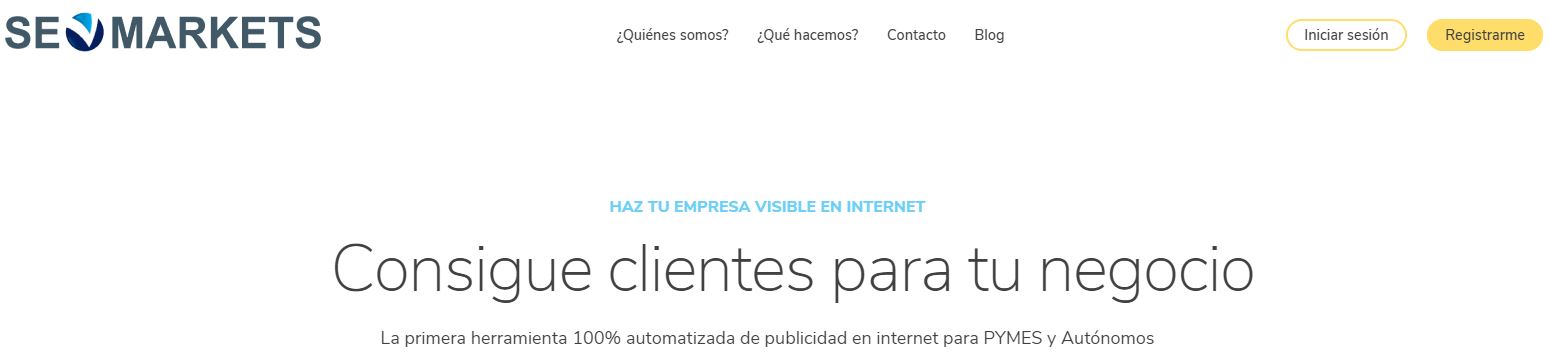 SEOMARKETS
¿Quiénes somos? ¿Qué hacemos? Contacto Blog Iniciar sesión Registrarme
HAZ TU EMPRESA VISIBLE EN INTERNET
Consigue clientes para tu negocio
La primera herramienta 100% automatizada de publicidad en internet para PYMES y Autónomos